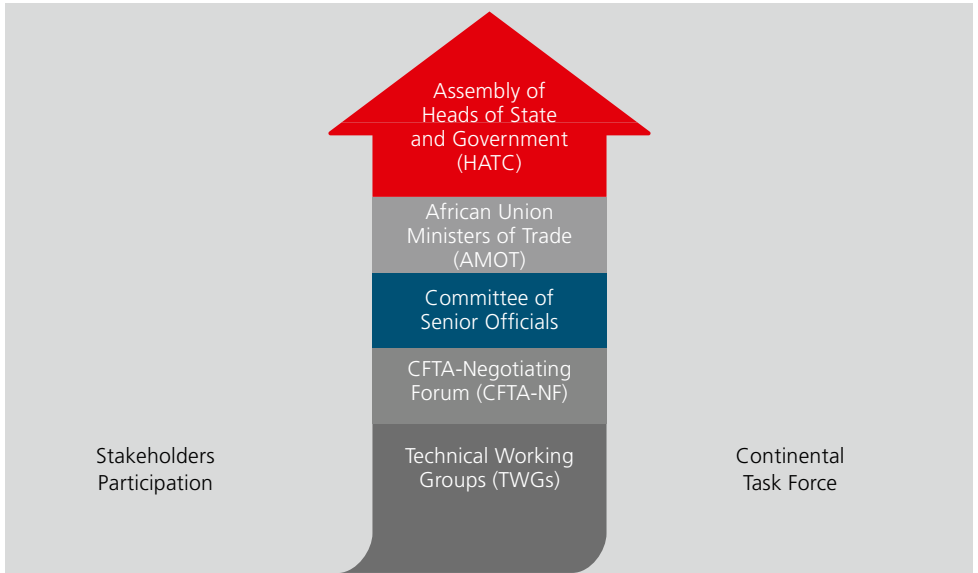 Assembly of
Heads of State
and Government
(HATC)
African Union
Ministers of Trade
(AMOT)
Committee of
Senior Officials
CFTA-Negotiating
Forum (CFTA-NF)
Stakeholders
Participation
Technical Working
Groups (TWGs)
Continental
Task Force